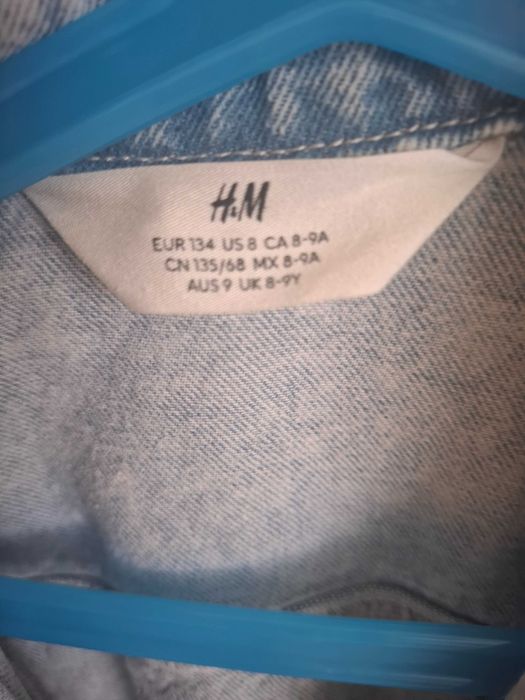 H&M
EUR 134 US 8 CA 8-9A
CN 135/68 MX 8-9A
AUS 9 UK 8-9Y